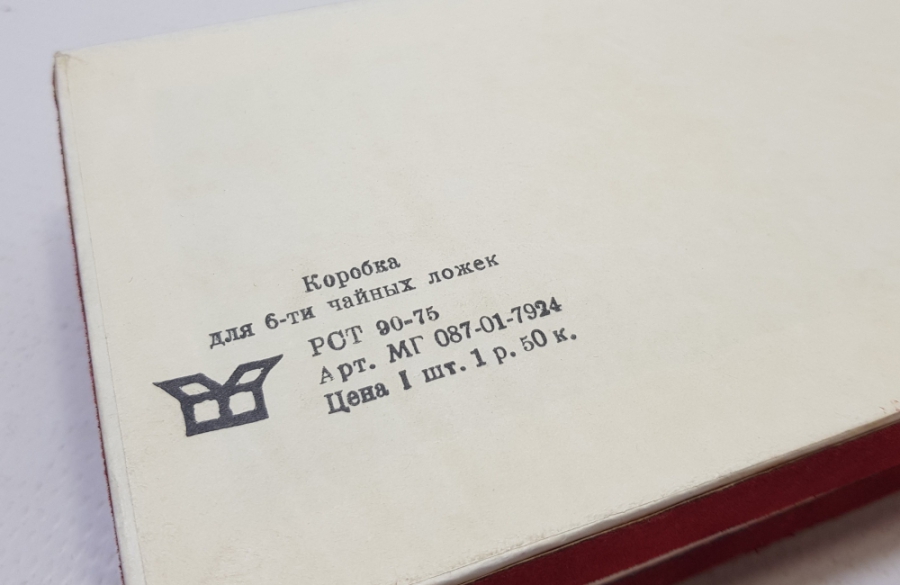 Коробка
для 6-ти чайных ложек
РСТ 90-75
Арт. МГ 087-01-7924
Цена 1 шт. 1 р. 50 к.